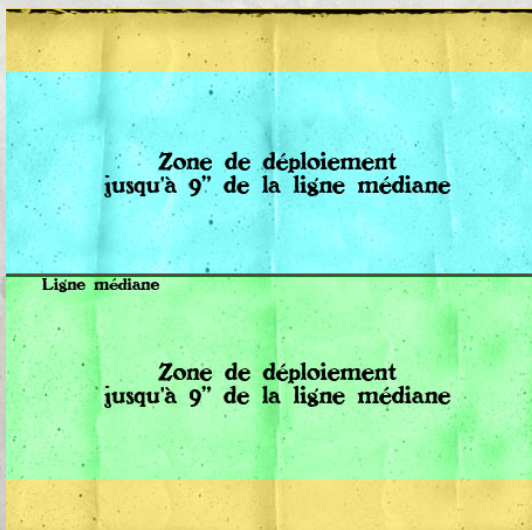 Zone de déploiement
jusqu'à 9” de la ligne médiane
Ligne médiane
Zone de déploiement
jusqu'à 9” de la ligne médiane